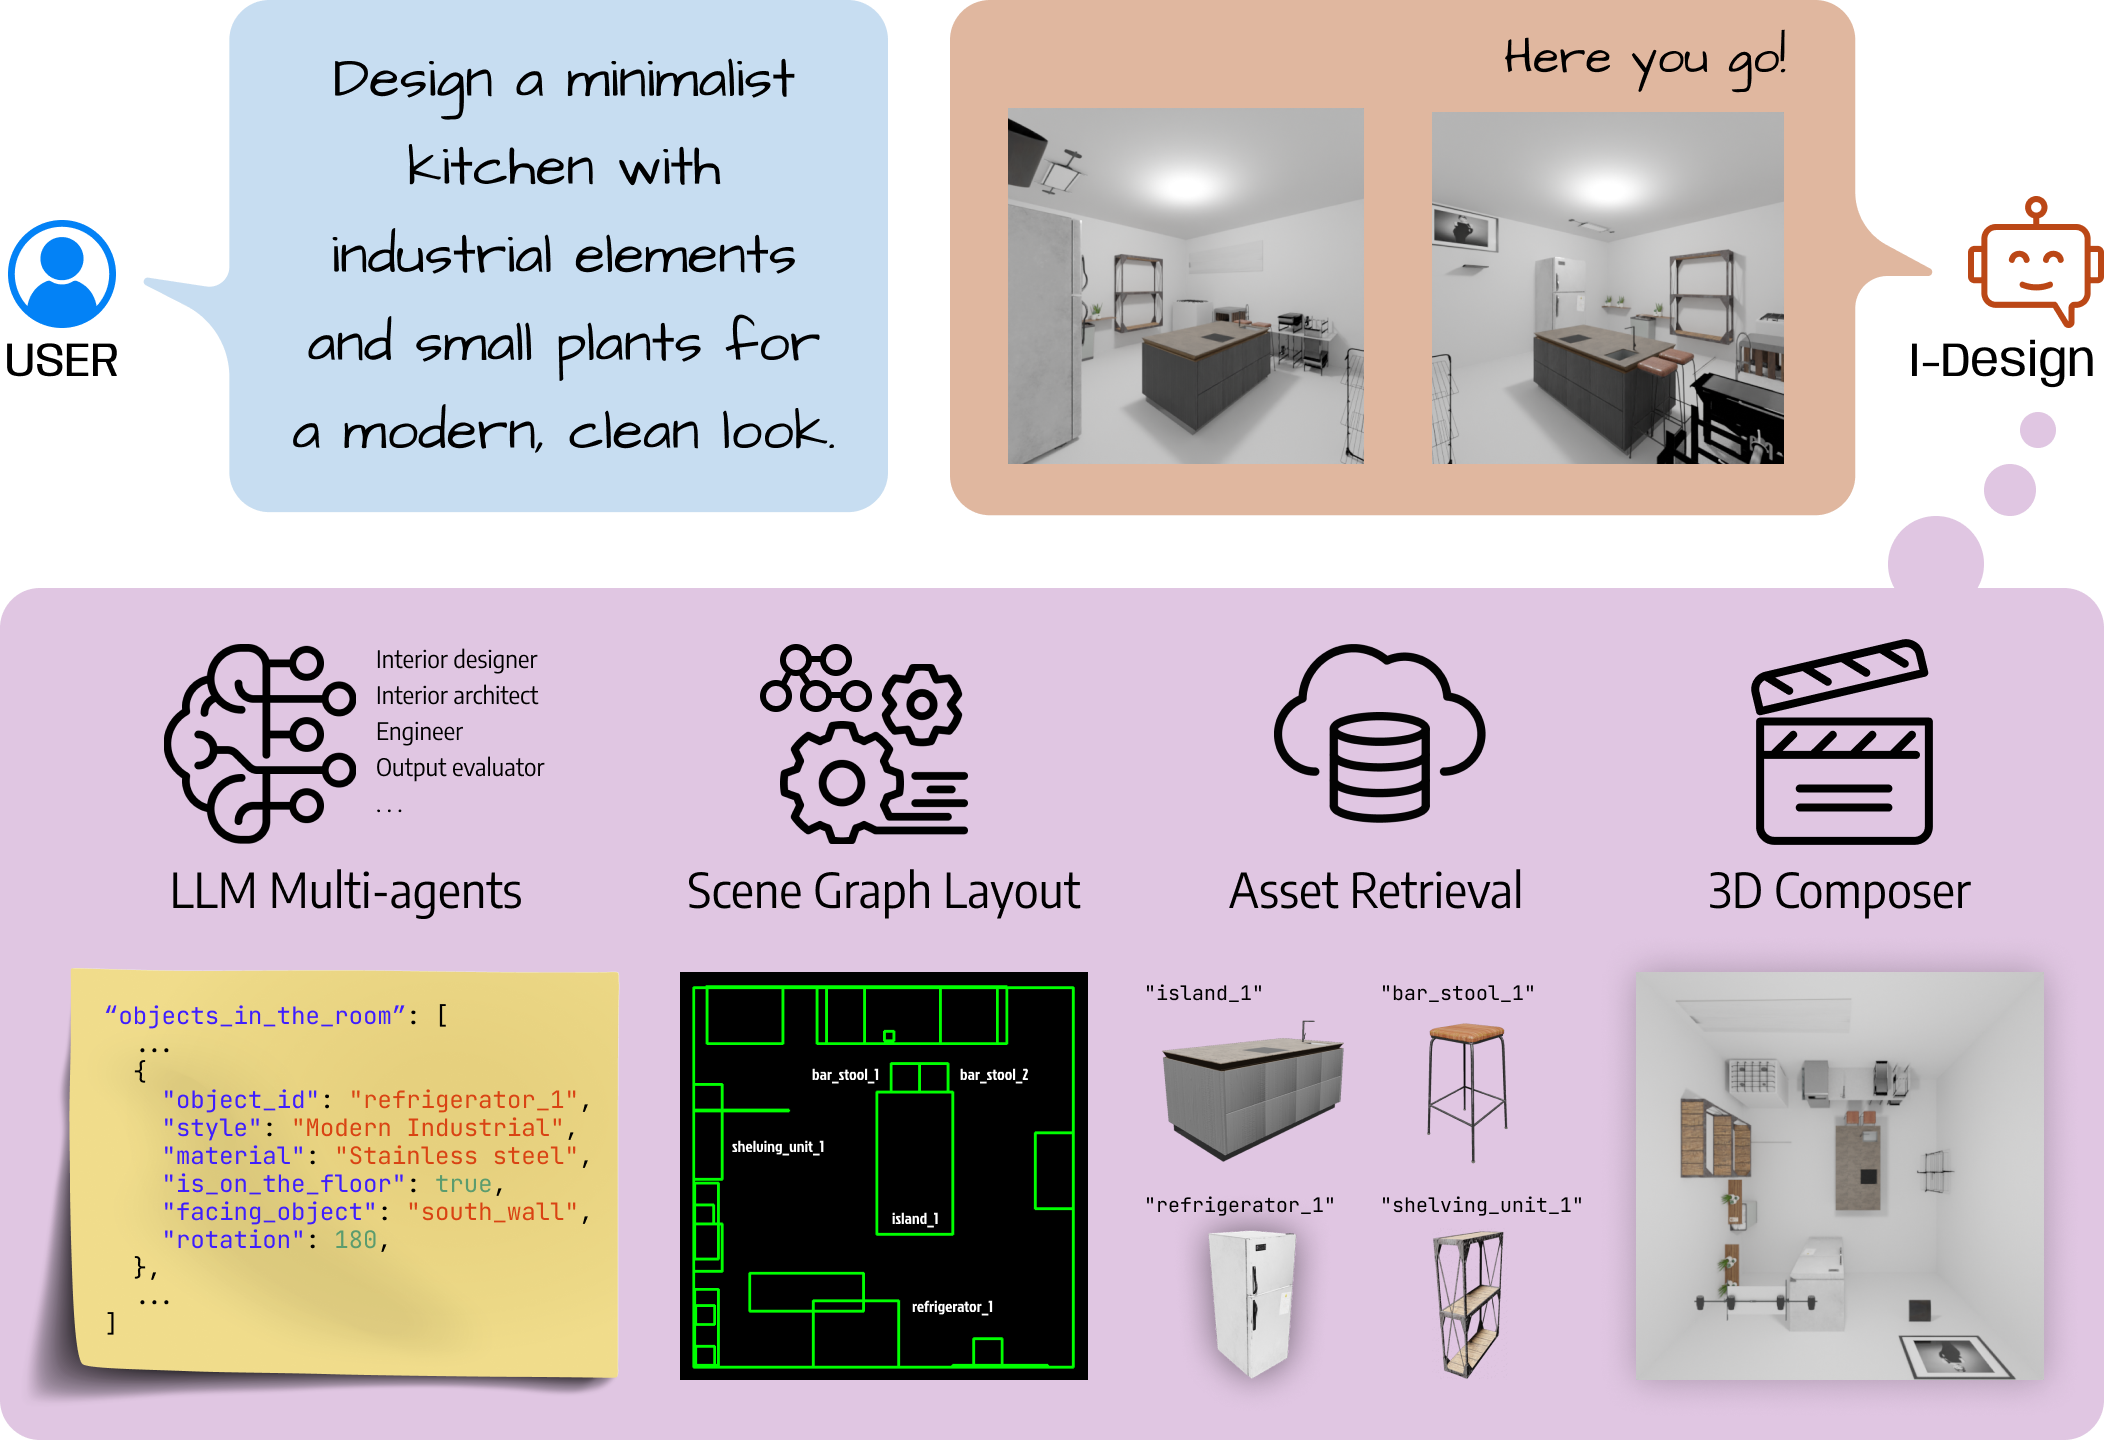 Design a minimalist
kitchen with
industrial elements
and small plants for
a modern, clean look.
USER
Here you go!
I-Design
Interior designer
Interior architect
Engineer
Output evaluator
...
LLM Multi-agents
Scene Graph Layout
Asset Retrieval
3D Composer
“objects_in_the_room”: [
...
{
"object_id": "refrigerator_1",
"style": "Modern Industrial",
"material": "Stainless steel",
"is_on_the_floor": true,
"facing_object": "south_wall",
"rotation": 180,
},
...
]
bar_stool_1
bar_stool_2
shelving_unit_1
island_1
refrigerator_1
"island_1"
"bar_stool_1"
"refrigerator_1"
"shelving_unit_1"